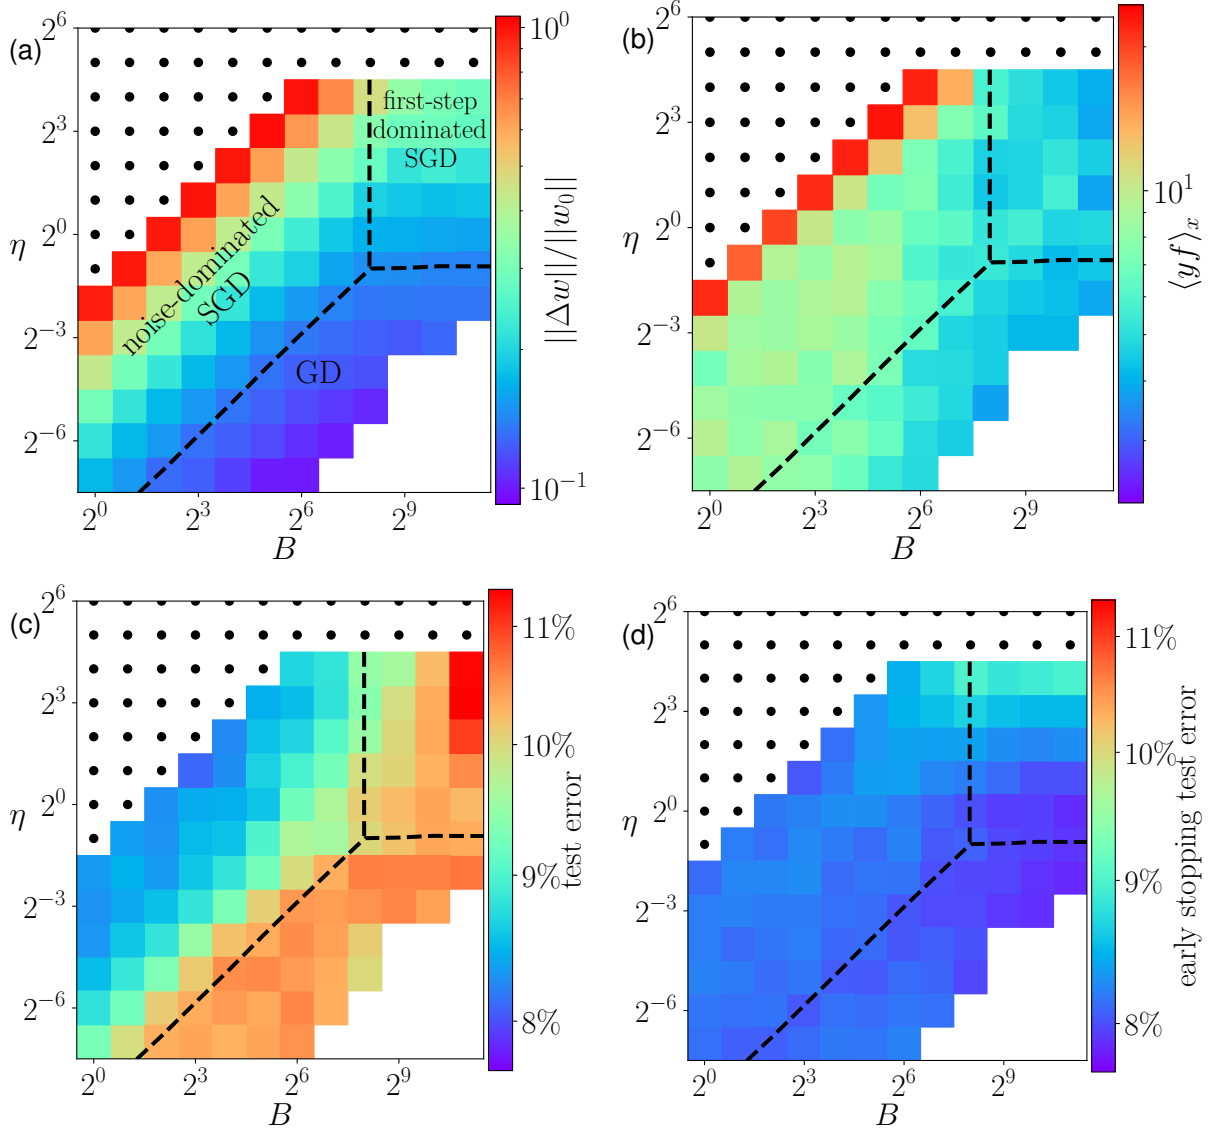 (a)
2^6
2^3
2^0
2^{-3}
2^{-6}
η
2^0 2^3 2^6 2^9
B
noise-dominated
SGD
first-step
dominated
SGD
GD
10^0
10^{-1}
||Δw||/||w_0||
(b)
2^6
2^3
2^0
2^{-3}
2^{-6}
η
2^0 2^3 2^6 2^9
B
10^1
⟨yf⟩_x
(c)
2^6
2^3
2^0
2^{-3}
2^{-6}
η
2^0 2^3 2^6 2^9
B
11%
10%
9%
8%
test error
(d)
2^6
2^3
2^0
2^{-3}
2^{-6}
η
2^0 2^3 2^6 2^9
B
11%
10%
9%
8%
early stopping test error